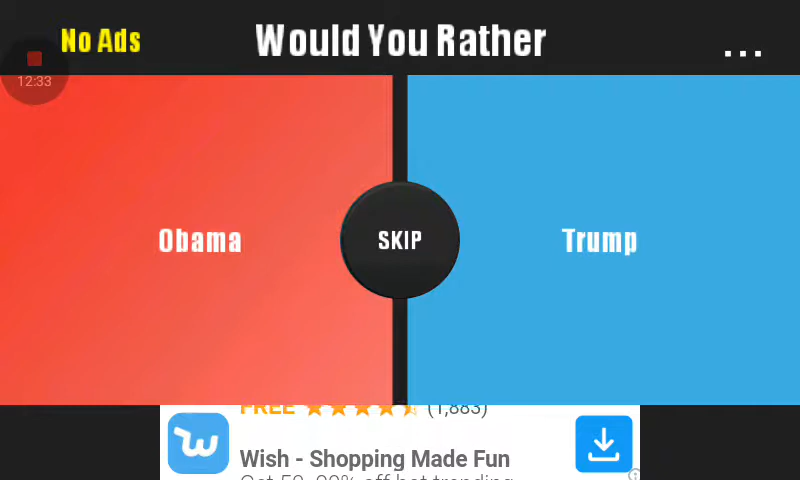 No Ads
Would You Rather
...
12:33
Obama
SKIP
Trump
FREE (1,883)
Wish - Shopping Made Fun